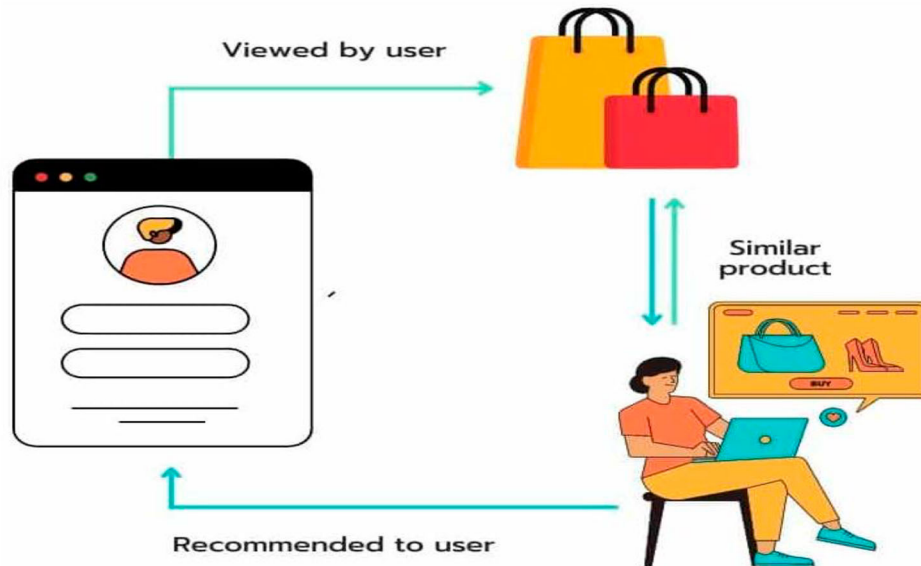 Viewed by user
Similar
product
BUY
Recommended to user